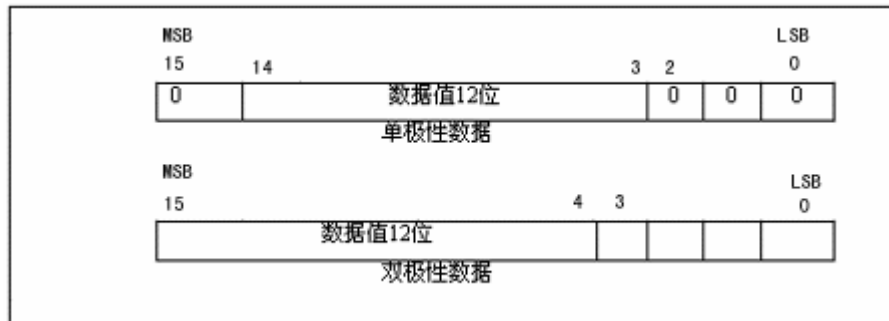 MSB LSB
15 14 3 2 0
0 数据值12位 0 0 0
单极性数据
MSB LSB
15 4 3 0
数据值12位
双极性数据